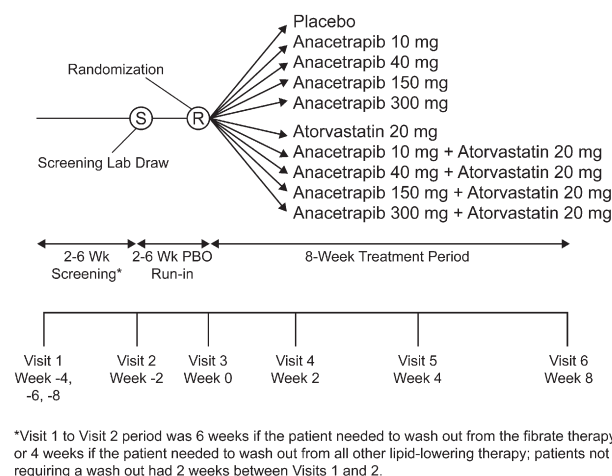 Placebo
Anacetrapib 10 mg
Anacetrapib 40 mg
Anacetrapib 150 mg
Anacetrapib 300 mg
Randomization
S
R
Screening Lab Draw
Atorvastatin 20 mg
Anacetrapib 10 mg + Atorvastatin 20 mg
Anacetrapib 40 mg + Atorvastatin 20 mg
Anacetrapib 150 mg + Atorvastatin 20 mg
Anacetrapib 300 mg + Atorvastatin 20 mg
2-6 Wk
Screening*
2-6 Wk PBO
Run-in
8-Week Treatment Period
Visit 1
Week -4,
-6, -8
Visit 2
Week -2
Visit 3
Week 0
Visit 4
Week 2
Visit 5
Week 4
Visit 6
Week 8
*Visit 1 to Visit 2 period was 6 weeks if the patient needed to wash out from the fibrate therapy
or 4 weeks if the patient needed to wash out from all other lipid-lowering therapy; patients not
requiring a wash out had 2 weeks between Visits 1 and 2.